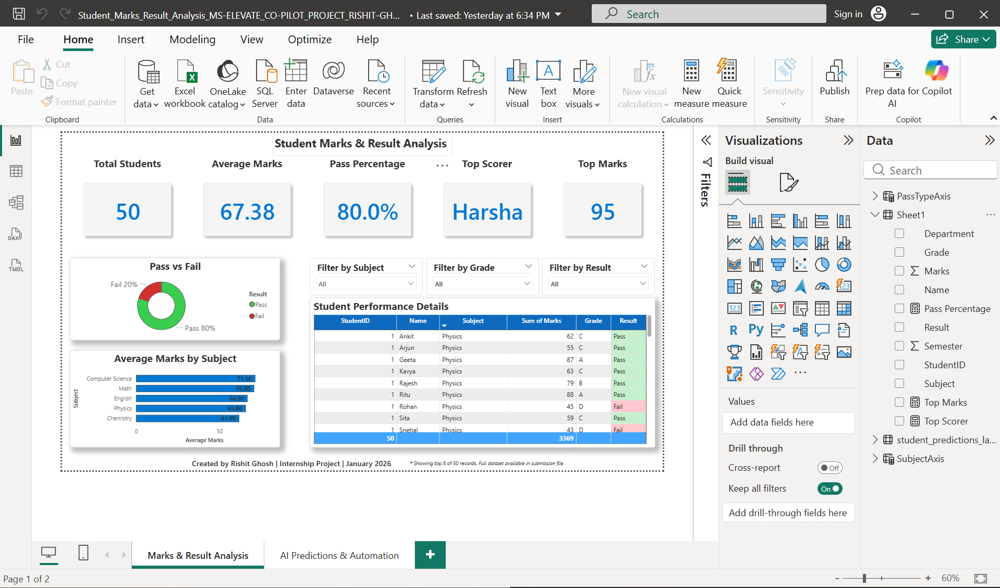 Student_Marks_Result_Analysis_MS-ELEVATE_CO-PILOT_PROJECT_RISHIT-GH... • Last saved: Yesterday at 6:34 PM
Search
Sign in
File Home Insert Modeling View Optimize Help
Share
Paste
Cut
Copy
Format painter
Clipboard
Get data
Excel workbook
OneLake catalog
SQL Server
Enter data
Dataverse
Recent sources
Data
Transform data
Refresh
Queries
New visual
Text box
More visuals
Insert
New visual calculation
New measure
Quick measure
Calculations
Sensitivity
Sensitivity
Publish
Share
Prep data for AI
Copilot
Copilot
DAX
TMDL
Student Marks & Result Analysis
Total Students Average Marks Pass Percentage ... Top Scorer Top Marks
50 67.38 80.0% Harsha 95
Pass vs Fail
Fail 20%
Pass 80%
Result
Pass
Fail
Average Marks by Subject
Subject
Computer Science 71.50
Math 70.80
English 66.90
Physics 65.80
Chemistry 61.90
0 50
Average Marks
Filter by Subject
All
Filter by Grade
All
Filter by Result
All
Student Performance Details
StudentID Name Subject Sum of Marks Grade Result
1 Ankit Physics 62 C Pass
1 Arjun Physics 55 C Pass
1 Geeta Physics 87 A Pass
1 Kavya Physics 63 C Pass
1 Rajesh Physics 79 B Pass
1 Ritu Physics 88 A Pass
1 Rohan Physics 45 D Fail
1 Sita Physics 59 C Pass
1 Snehal Physics 43 D Fail
50 3369
Created by Rishit Ghosh | Internship Project | January 2026
* Showing top 8 of 50 records. Full dataset available in submission file.
Filters
Visualizations
Build visual
123
123
R
Py
...
Values
Add data fields here
Drill through
Cross-report Off
Keep all filters On
Add drill-through fields here
Data
Search
PassTypeAxis
Sheet1 ...
Department
Grade
Marks
Name
Pass Percentage
Result
Semester
StudentID
Subject
Top Marks
Top Scorer
student_predictions_la...
SubjectAxis
Marks & Result Analysis
AI Predictions & Automation
+
Page 1 of 2
- + 60%